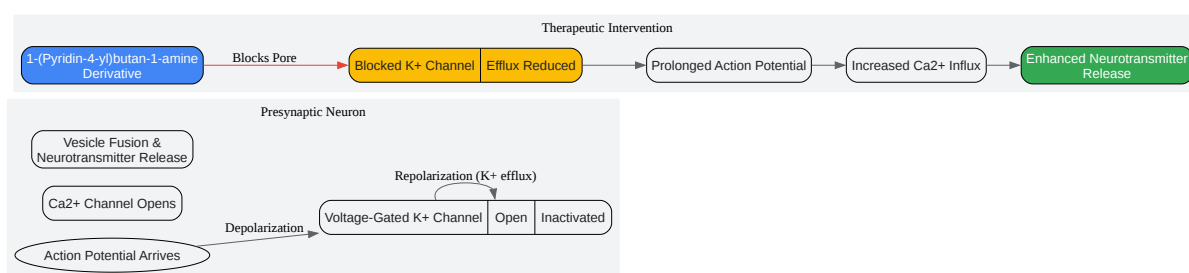 Therapeutic Intervention
1-(Pyridin-4-yl)butan-1-amine
Derivative
Blocks Pore
Blocked K+ Channel
Efflux Reduced
Prolonged Action Potential
Increased Ca2+ Influx
Enhanced Neurotransmitter
Release
Presynaptic Neuron
Vesicle Fusion &
Neurotransmitter Release
Ca2+ Channel Opens
Action Potential Arrives
Depolarization
Repolarization (K+ efflux)
Voltage-Gated K+ Channel
Open
Inactivated